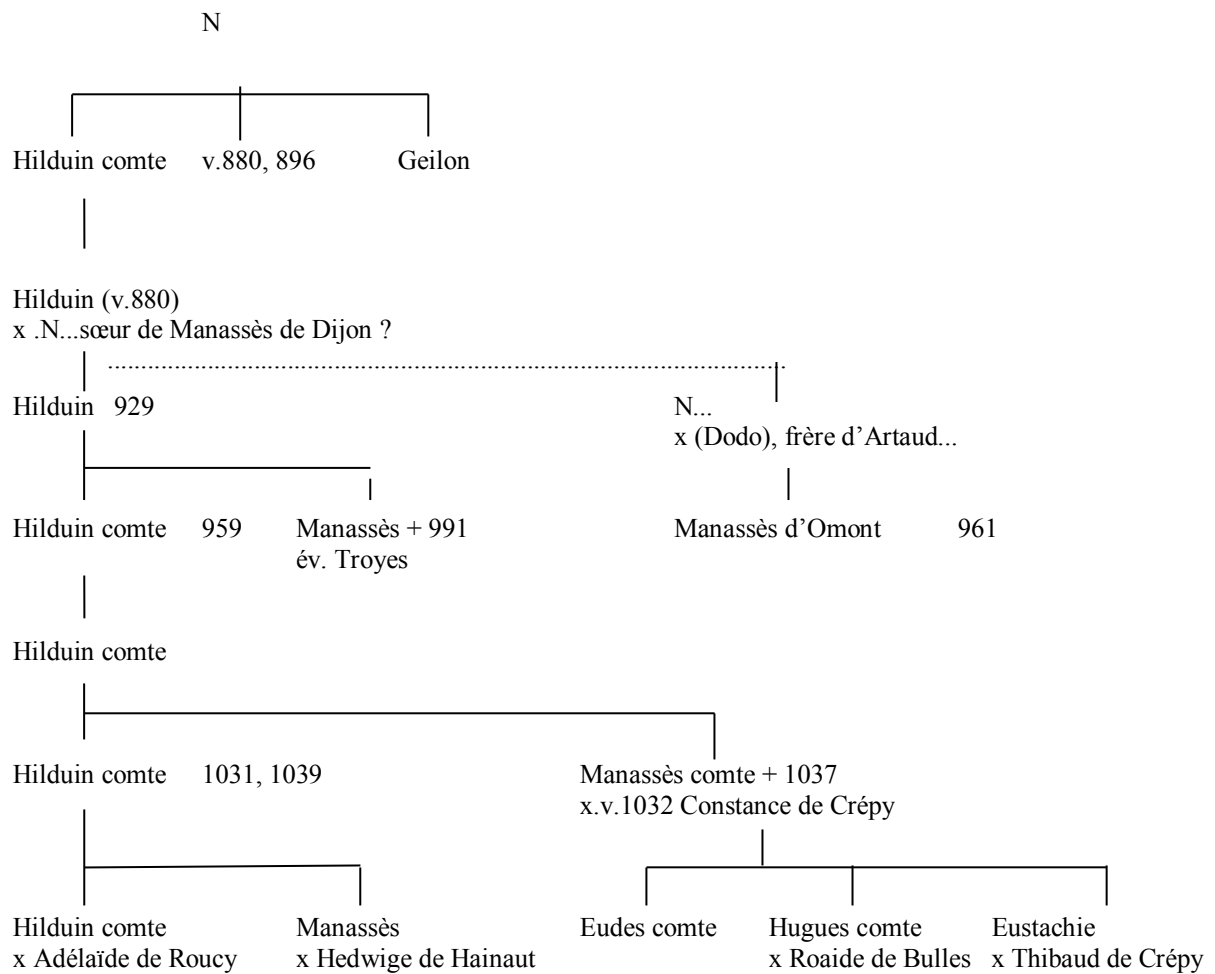 N
Hilduin comte v.880, 896 Geilon
Hilduin (v.880)
x .N...sœur de Manassès de Dijon ?
Hilduin 929 N...
x (Dodo), frère d’Artaud...
Hilduin comte 959 Manassès + 991 Manassès d’Omont 961
év. Troyes
Hilduin comte
Hilduin comte 1031, 1039 Manassès comte + 1037
x.v.1032 Constance de Crépy
Hilduin comte Manassès Eudes comte Hugues comte Eustachie
x Adélaïde de Roucy x Hedwige de Hainaut x Roaide de Bulles x Thibaud de Crépy